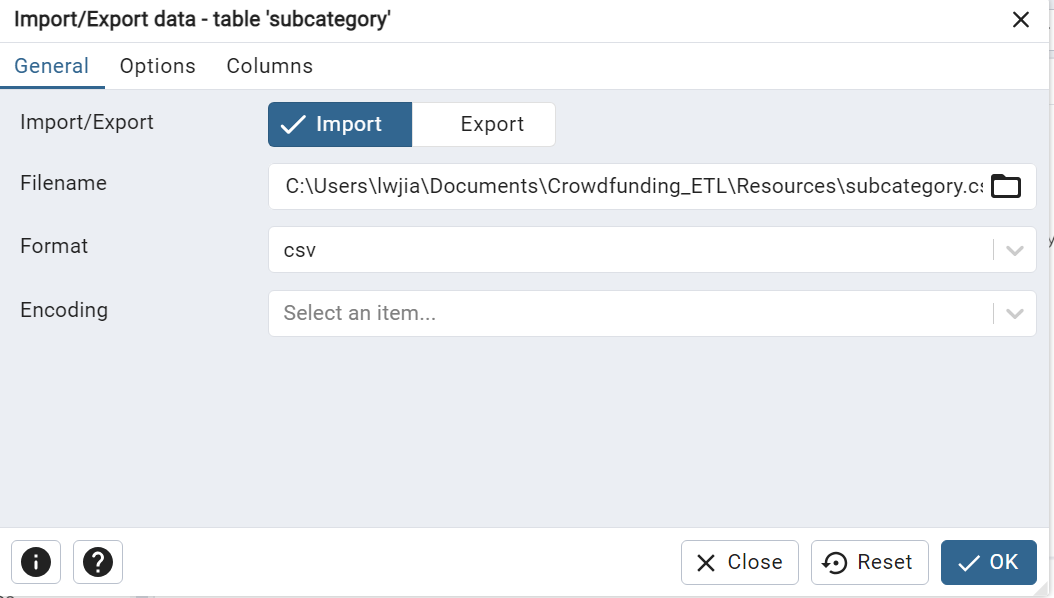 Import/Export data - table 'subcategory'
General Options Columns
Import/Export Import Export
Filename C:\Users\lwjia\Documents\Crowdfunding_ETL\Resources\subcategory.cs
Format csv
Encoding Select an item...
Close Reset OK